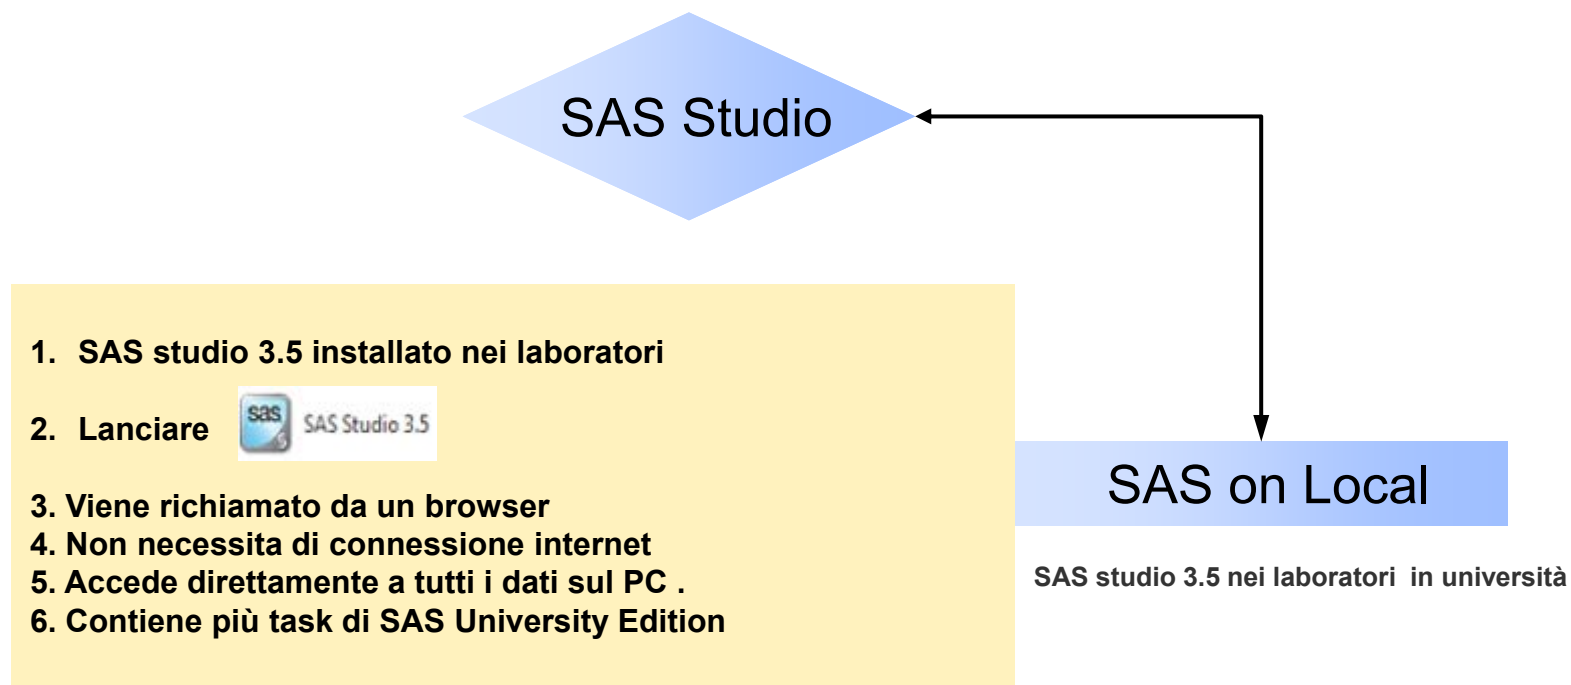 SAS Studio
1. SAS studio 3.5 installato nei laboratori
2. Lanciare sas SAS Studio 3.5
3. Viene richiamato da un browser
4. Non necessita di connessione internet
5. Accede direttamente a tutti i dati sul PC .
6. Contiene più task di SAS University Edition
SAS on Local
SAS studio 3.5 nei laboratori in università